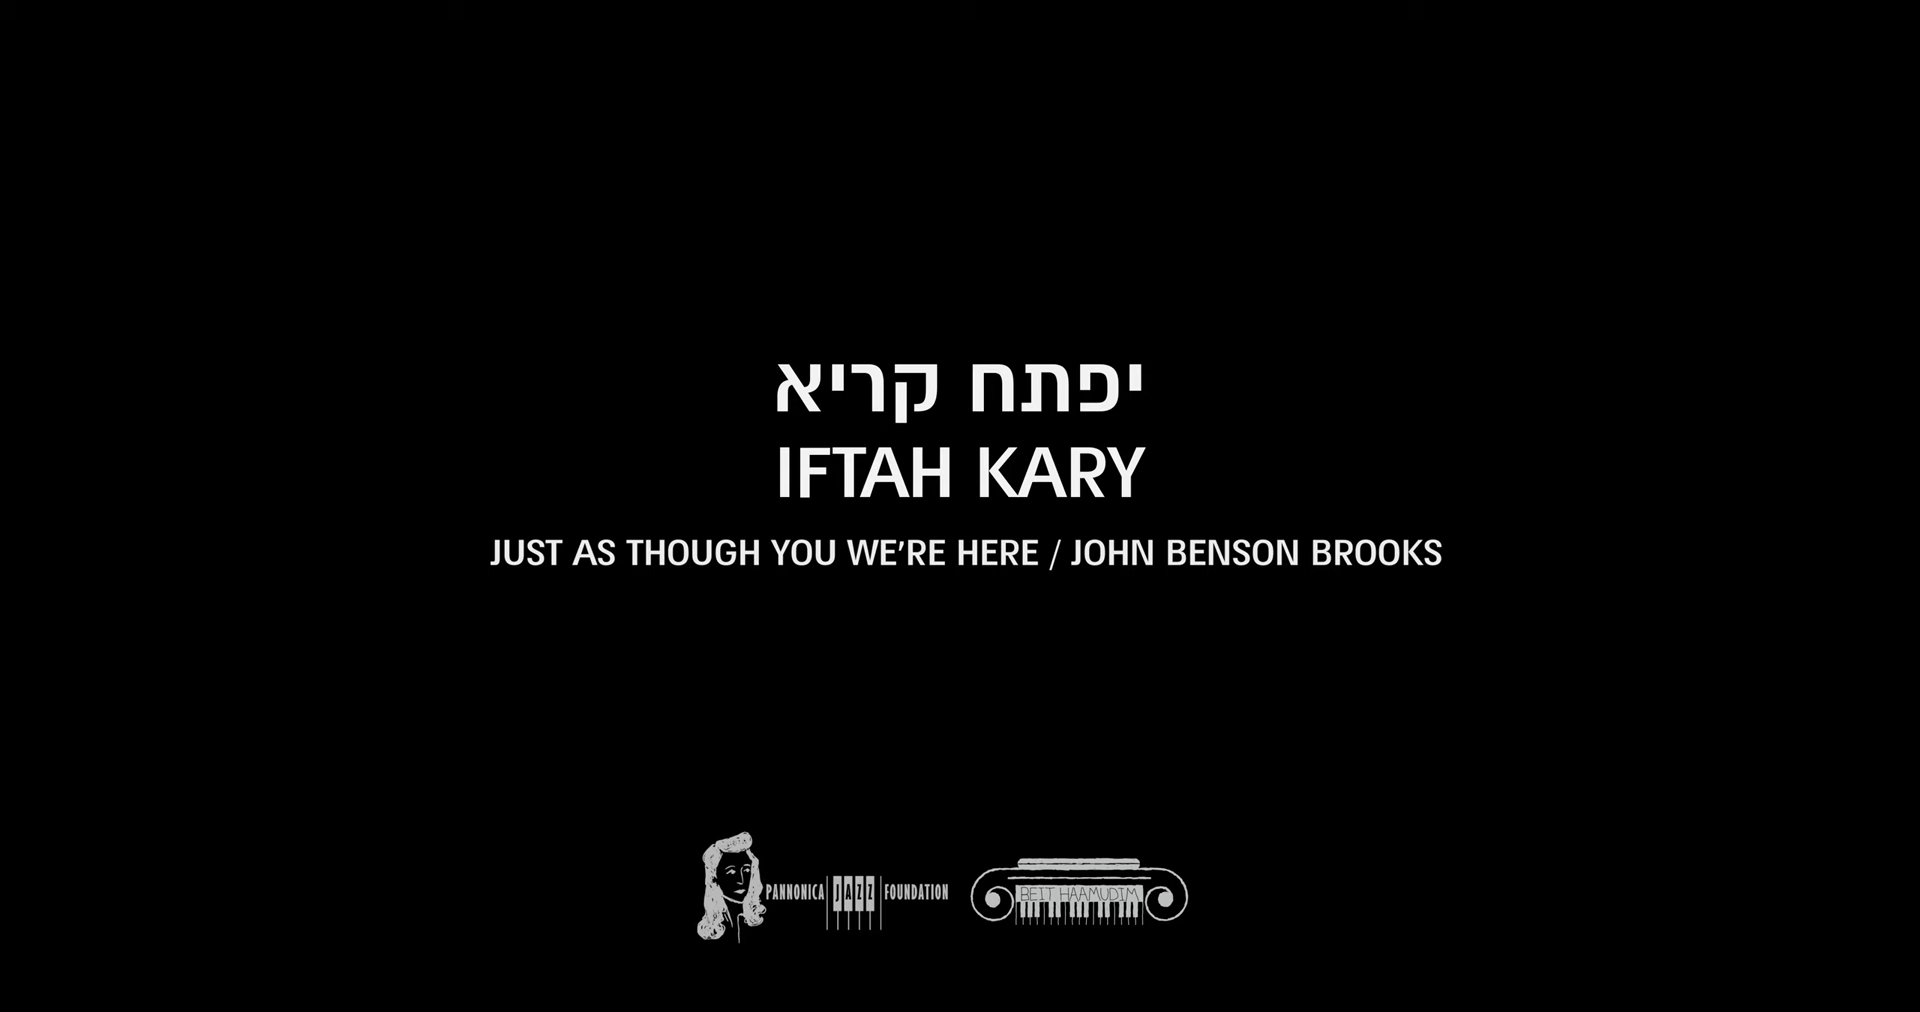 יפתח קריא
IFTAH KARY
JUST AS THOUGH YOU WE'RE HERE / JOHN BENSON BROOKS
PANNONICA JAZZ FOUNDATION
BEIT HAAMUDIM